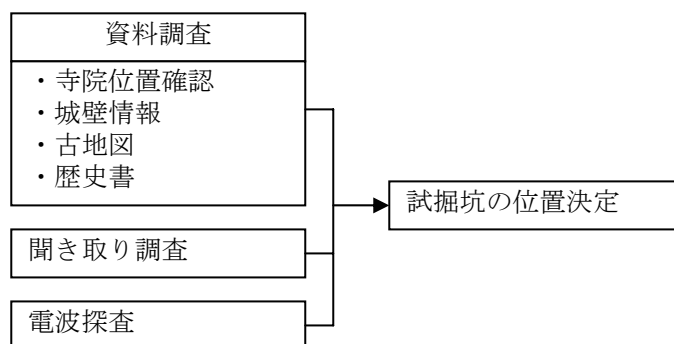 資料調査
・寺院位置確認
・城壁情報
・古地図
・歴史書
試掘坑の位置決定
聞き取り調査
電波探査